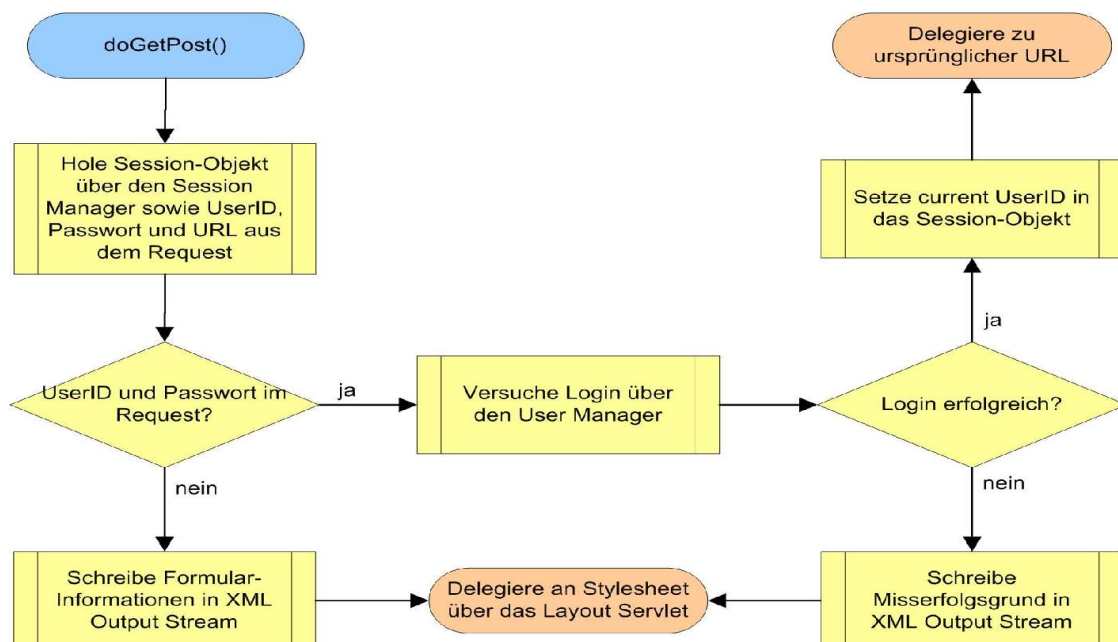 doGetPost()
Delegiere zu
ursprünglicher URL
Hole Session-Objekt
über den Session
Manager sowie UserID,
Passwort und URL aus
dem Request
Setze current UserID in
das Session-Objekt
ja
UserID und Passwort im
Request?
ja
Versuche Login über
den User Manager
Login erfolgreich?
nein
nein
Schreibe Formular-
Informationen in XML
Output Stream
Delegiere an Stylesheet
über das Layout Servlet
Schreibe
Misserfolgsgrund in
XML Output Stream